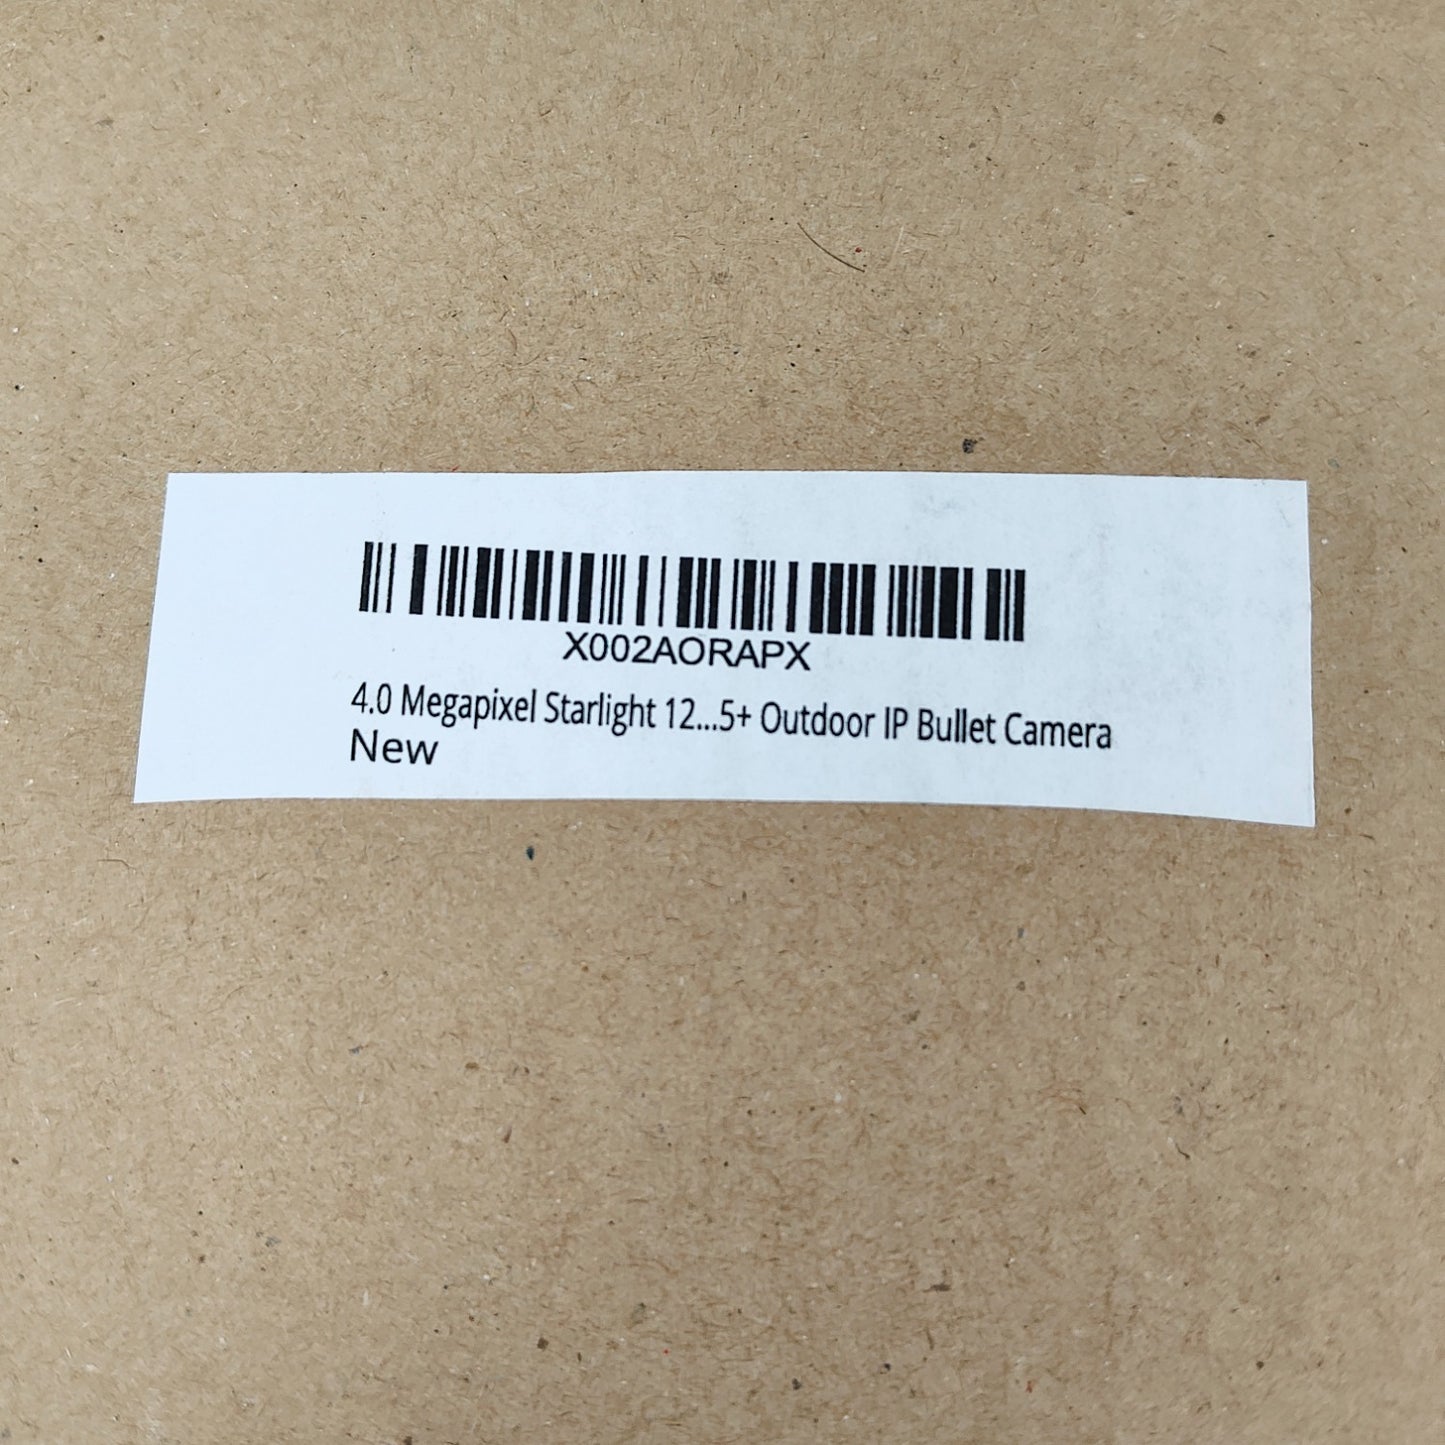 X002AORAPX
4.0 Megapixel Starlight 12...5+ Outdoor IP Bullet Camera
New